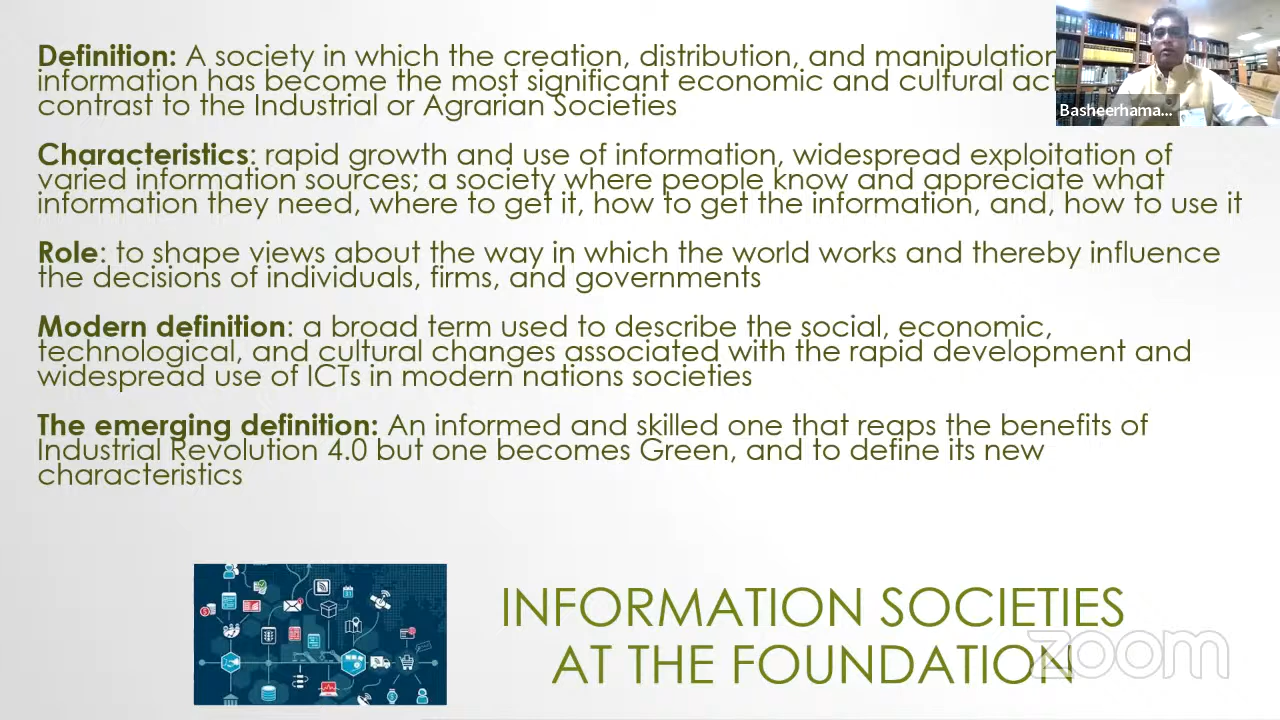 Definition: A society in which the creation, distribution, and manipulation
information has become the most significant economic and cultural
contrast to the Industrial or Agrarian Societies
Characteristics: rapid growth and use of information, widespread exploitation of
varied information sources; a society where people know and appreciate what
information they need, where to get it, how to get the information, and, how to use it
Role: to shape views about the way in which the world works and thereby influence
the decisions of individuals, firms, and governments
Modern definition: a broad term used to describe the social, economic,
technological, and cultural changes associated with the rapid development and
widespread use of ICTs in modern nations societies
The emerging definition: An informed and skilled one that reaps the benefits of
Industrial Revolution 4.0 but one becomes Green, and to define its new
characteristics
INFORMATION SOCIETIES
AT THE FOUNDATION
Basheerhama...
zoom